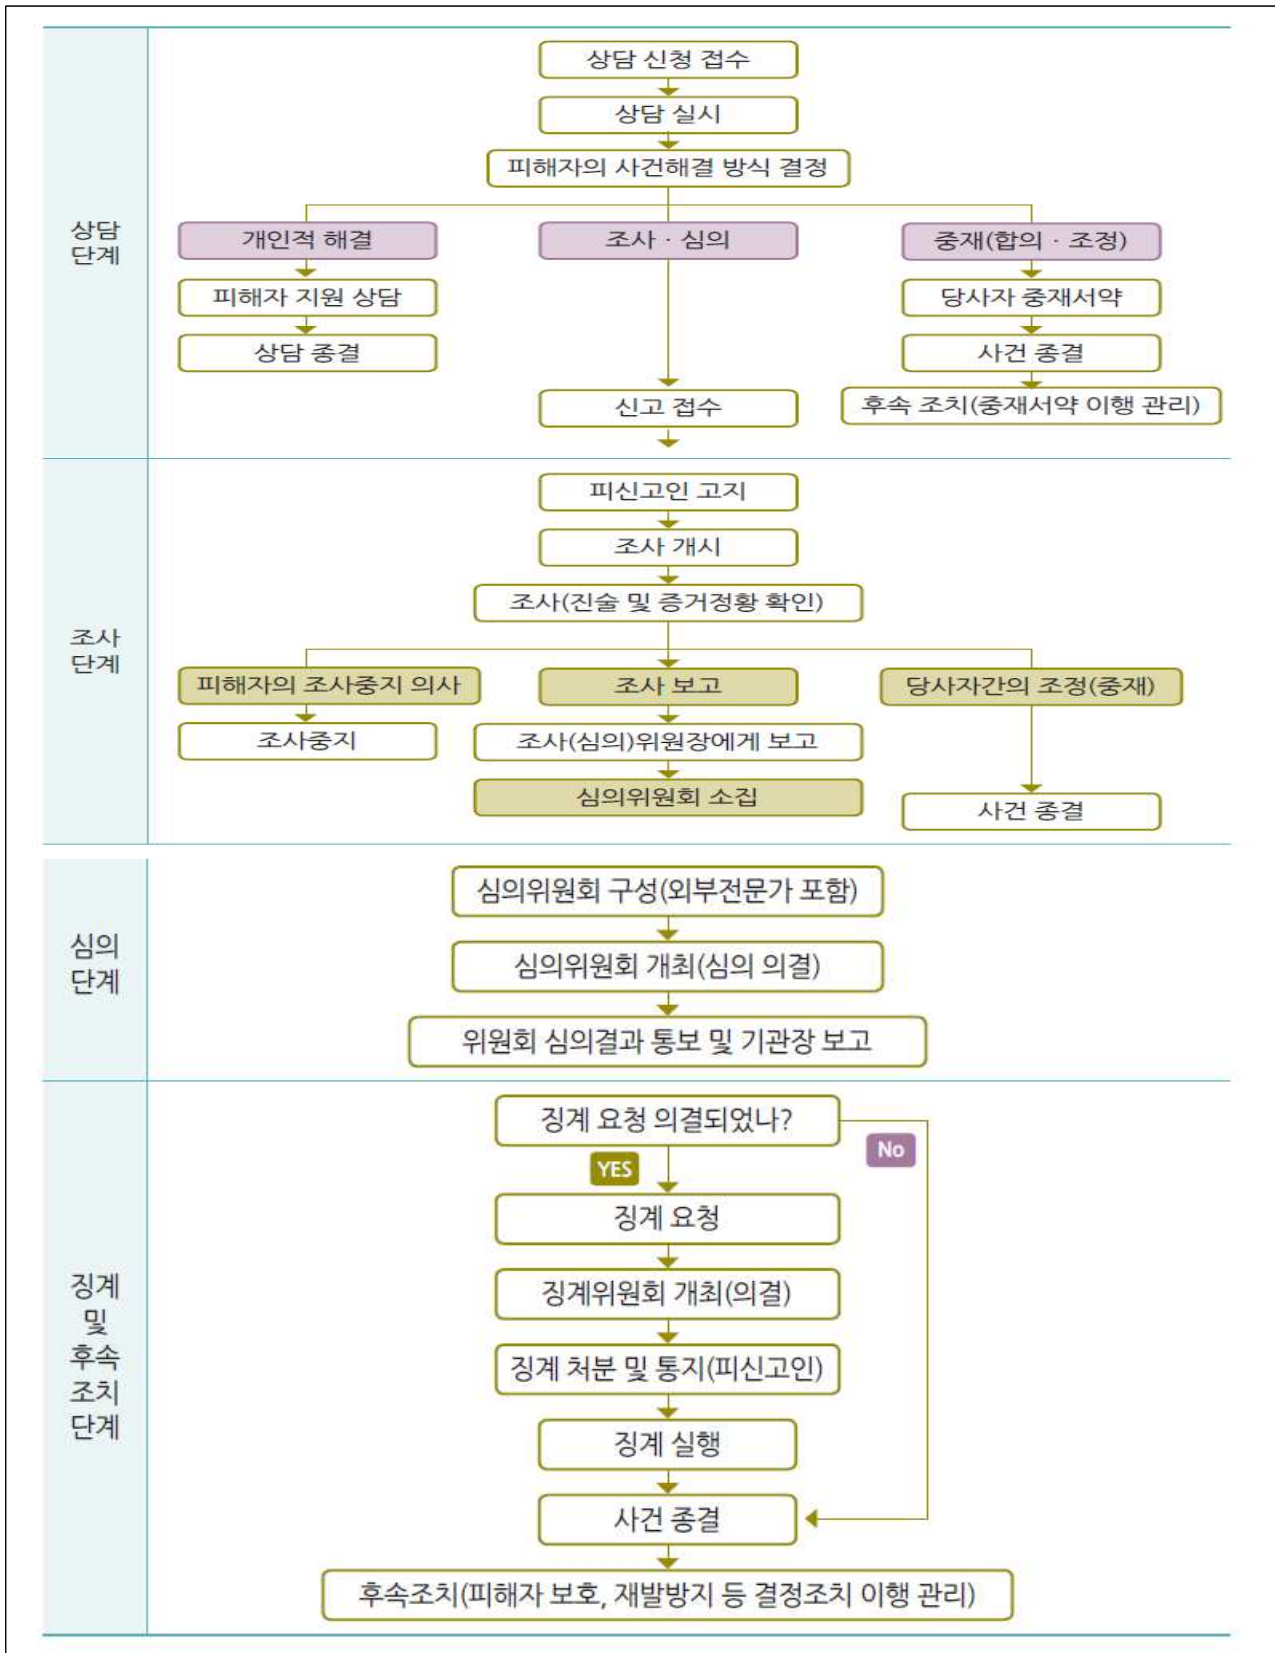 상담
단계
상담 신청 접수
상담 실시
피해자의 사건해결 방식 결정
개인적 해결
조사 · 심의
중재(합의 · 조정)
피해자 지원 상담
당사자 중재서약
상담 종결
사건 종결
신고 접수
후속 조치(중재서약 이행 관리)
조사
단계
피신고인 고지
조사 개시
조사(진술 및 증거정황 확인)
피해자의 조사중지 의사
조사 보고
당사자간의 조정(중재)
조사중지
조사(심의)위원장에게 보고
심의위원회 소집
사건 종결
심의
단계
심의위원회 구성(외부전문가 포함)
심의위원회 개최(심의 의결)
위원회 심의결과 통보 및 기관장 보고
징계
및
후속
조치
단계
징계 요청 의결되었나?
No
YES
징계 요청
징계위원회 개최(의결)
징계 처분 및 통지(피신고인)
징계 실행
사건 종결
후속조치(피해자 보호, 재발방지 등 결정조치 이행 관리)